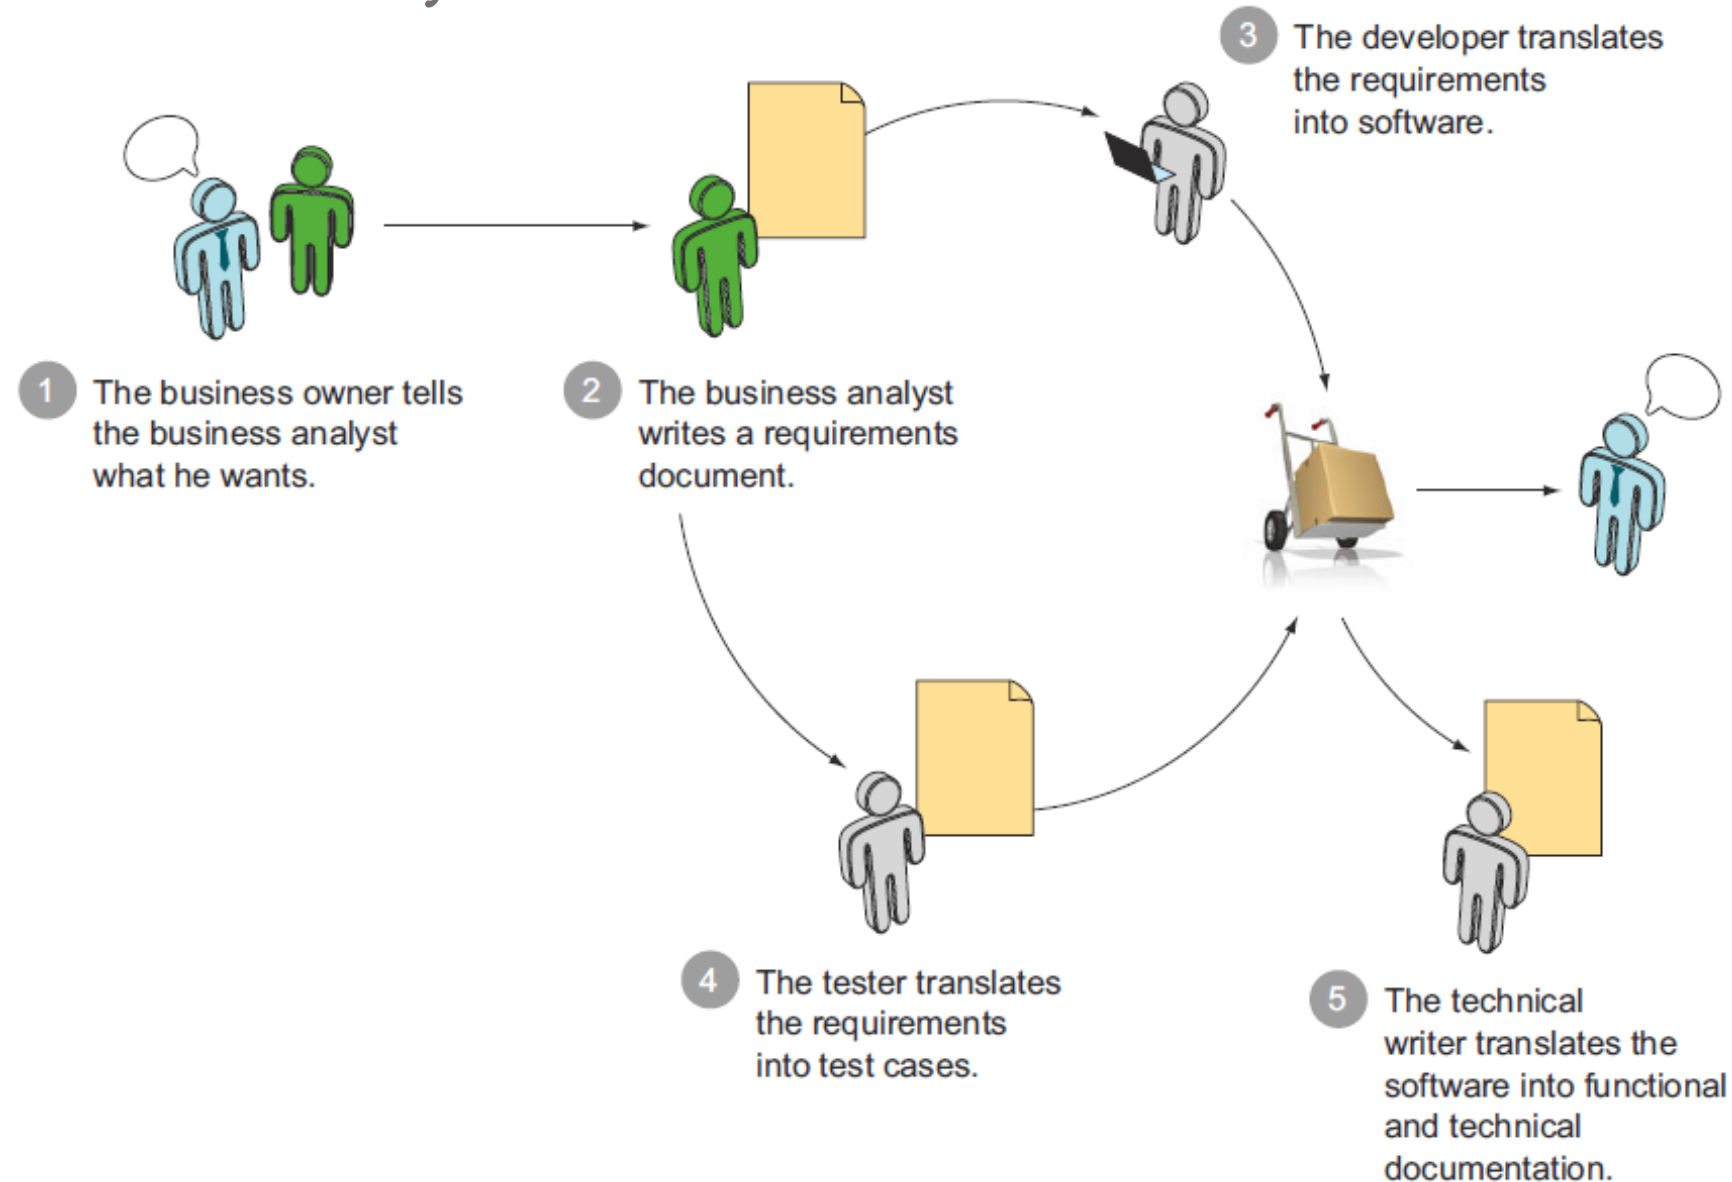 3
The developer translates
the requirements
into software.
1
The business owner tells
the business analyst
what he wants.
2
The business analyst
writes a requirements
document.
4
The tester translates
the requirements
into test cases.
5
The technical
writer translates the
software into functional
and technical
documentation.